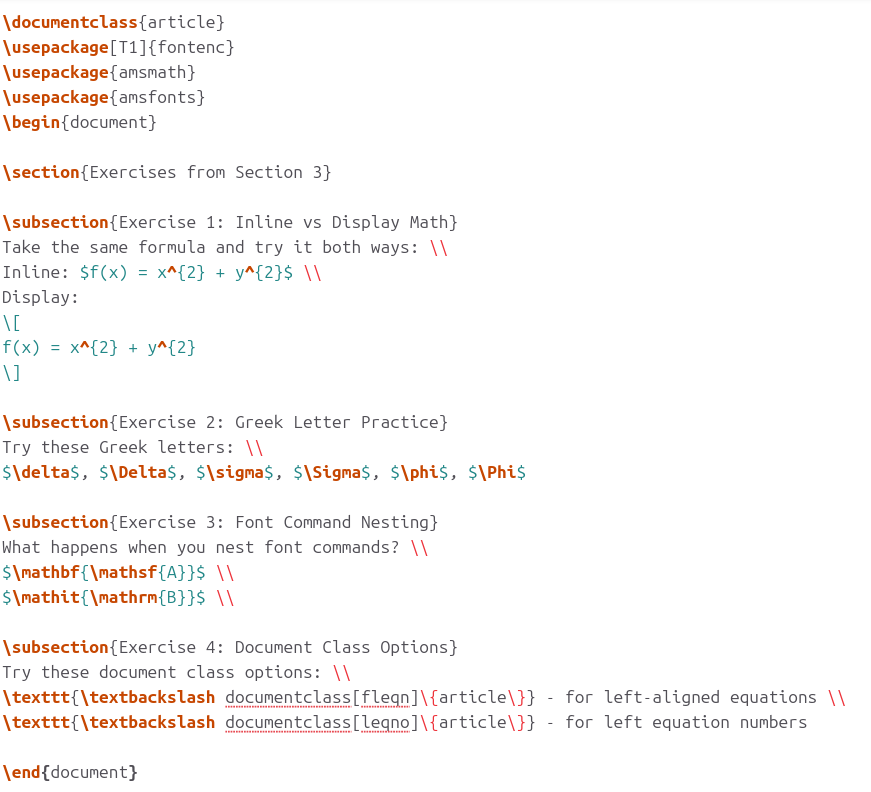 \documentclass{article}
\usepackage[T1]{fontenc}
\usepackage{amsmath}
\usepackage{amsfonts}
\begin{document}

\section{Exercises from Section 3}

\subsection{Exercise 1: Inline vs Display Math}
Take the same formula and try it both ways: \\
Inline: $f(x) = x^{2} + y^{2}$ \\
Display:
\[
f(x) = x^{2} + y^{2}
\]

\subsection{Exercise 2: Greek Letter Practice}
Try these Greek letters: \\
$\delta$, $\Delta$, $\sigma$, $\Sigma$, $\phi$, $\Phi$

\subsection{Exercise 3: Font Command Nesting}
What happens when you nest font commands? \\
$\mathbf{\mathsf{A}}$ \\
$\mathit{\mathrm{B}}$ \\

\subsection{Exercise 4: Document Class Options}
Try these document class options: \\
\texttt{\textbackslash documentclass[fleqn]\{article\}} - for left-aligned equations \\
\texttt{\textbackslash documentclass[leqno]\{article\}} - for left equation numbers

\end{document}